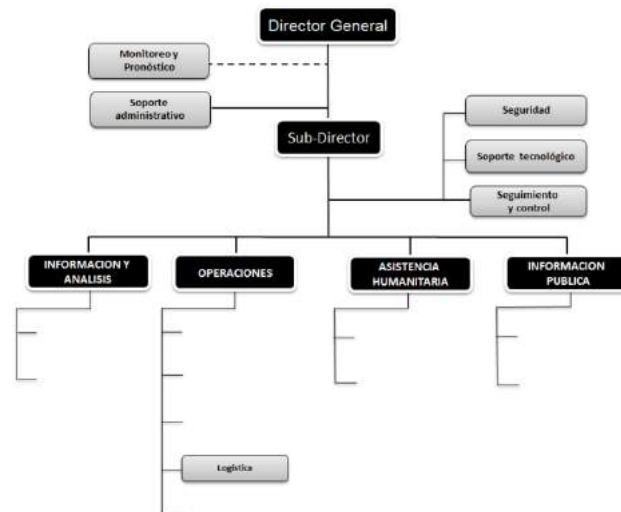 Director General
Monitoreo y
Pronóstico
Soporte
administrativo
Seguridad
Sub-Director
Soporte tecnológico
Seguimiento
y control
INFORMACION Y
ANALISIS
OPERACIONES
ASISTENCIA
HUMANITARIA
INFORMACION
PUBLICA
Logística